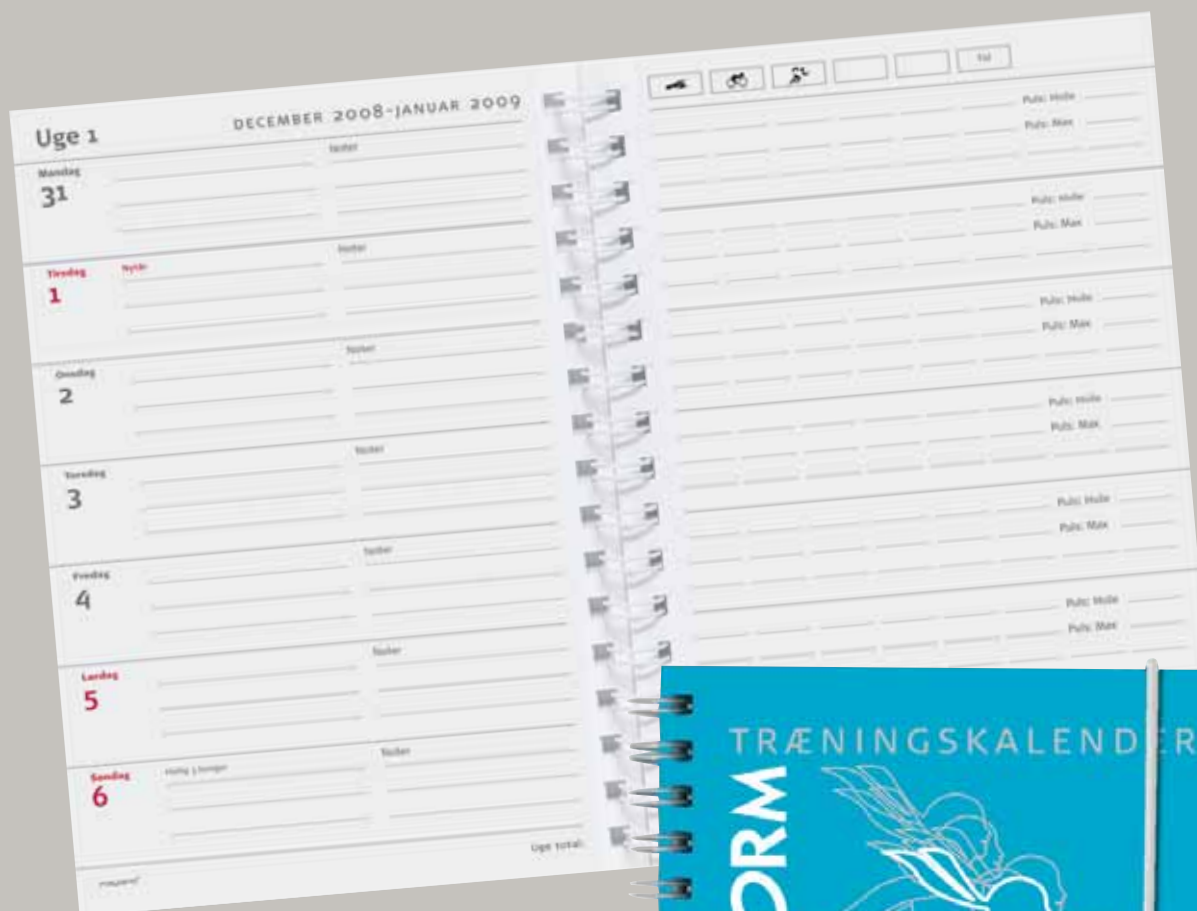 Uge 1
DECEMBER 2008-JANUAR 2009
Mandag
31
Noter
Tirsdag
1
Nytår
Noter
Onsdag
2
Noter
Torsdag
3
Noter
Fredag
4
Noter
Lørdag
5
Noter
Søndag
6
Hellig 3 konger
Noter
Uge total:
Tid
Puls: Hvile
Puls: Max
Puls: Hvile
Puls: Max
Puls: Hvile
Puls: Max
Puls: Hvile
Puls: Max
Puls: Hvile
Puls: Max
Puls: Hvile
Puls: Max
TRÆNINGSKALENDER
ORM